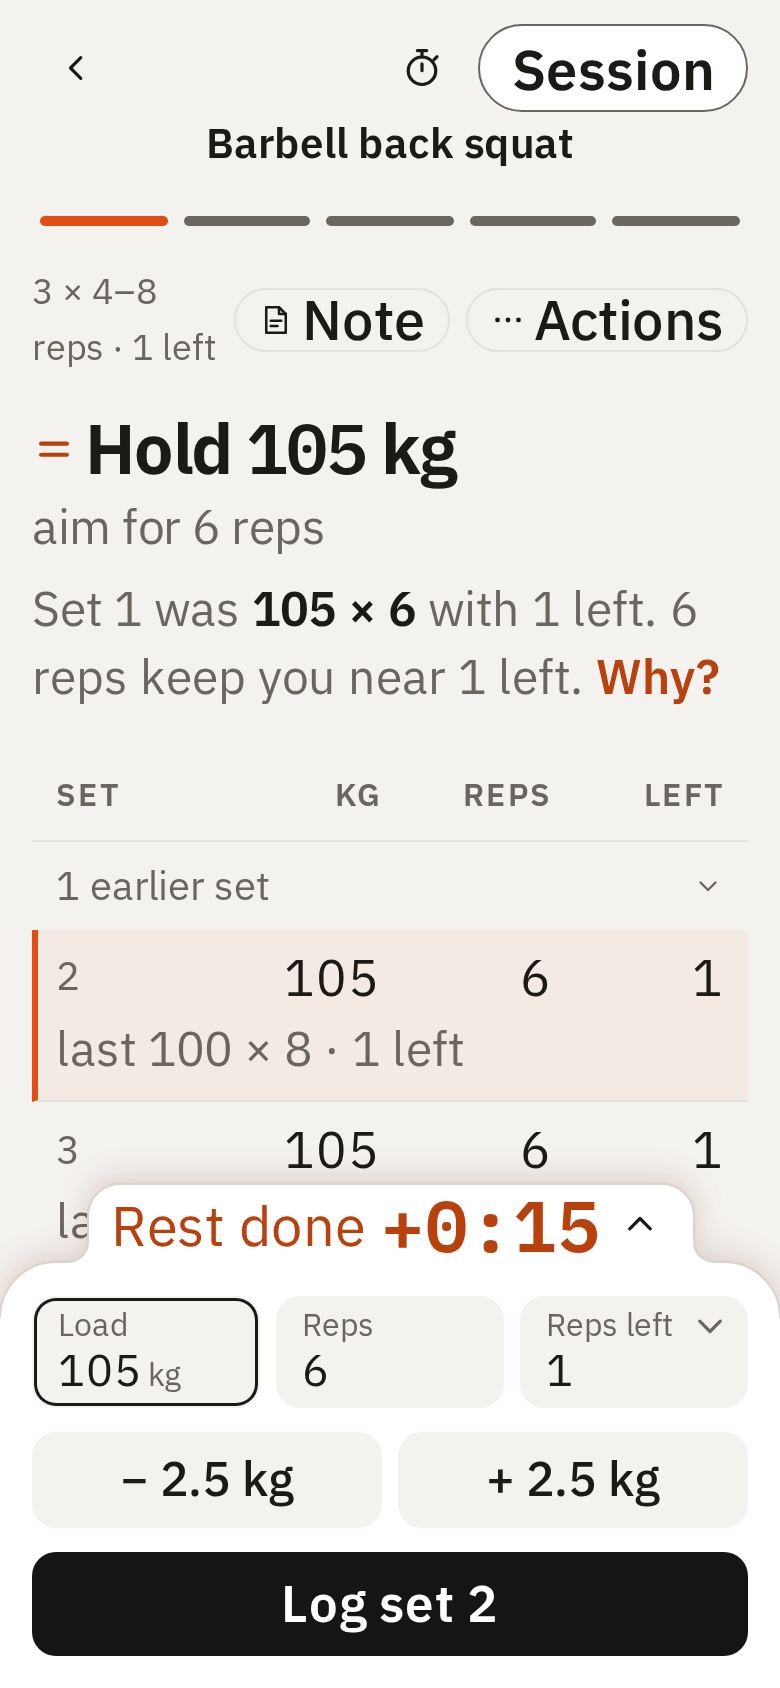 Session
Barbell back squat
3 × 4–8
reps · 1 left
Note
··· Actions
= Hold 105 kg
aim for 6 reps
Set 1 was 105 × 6 with 1 left. 6
reps keep you near 1 left. Why?
SET KG REPS LEFT
1 earlier set
2 105 6 1
last 100 × 8 · 1 left
3 105 6 1
Rest done +0:15
Load Reps Reps left
105 kg 6 1
− 2.5 kg + 2.5 kg
Log set 2